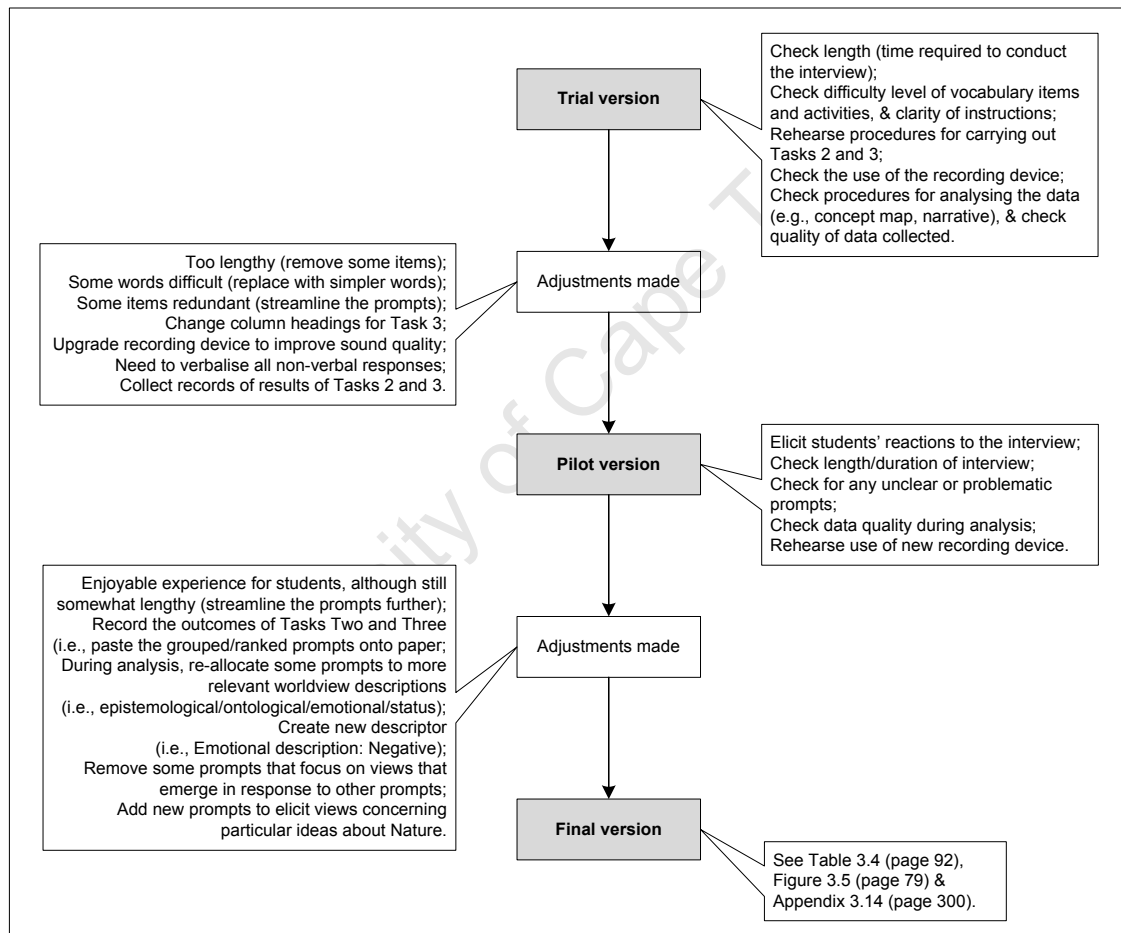 Trial version
Check length (time required to conduct
the interview);
Check difficulty level of vocabulary items
and activities, & clarity of instructions;
Rehearse procedures for carrying out
Tasks 2 and 3;
Check the use of the recording device;
Check procedures for analysing the data
(e.g., concept map, narrative), & check
quality of data collected.
Too lengthy (remove some items);
Some words difficult (replace with simpler words);
Some items redundant (streamline the prompts);
Change column headings for Task 3;
Upgrade recording device to improve sound quality;
Need to verbalise all non-verbal responses;
Collect records of results of Tasks 2 and 3.
Adjustments made
Pilot version
Elicit students' reactions to the interview;
Check length/duration of interview;
Check for any unclear or problematic
prompts;
Check data quality during analysis;
Rehearse use of new recording device.
Enjoyable experience for students, although still
somewhat lengthy (streamline the prompts further);
Record the outcomes of Tasks Two and Three
(i.e., paste the grouped/ranked prompts onto paper;
During analysis, re-allocate some prompts to more
relevant worldview descriptions
(i.e., epistemological/ontological/emotional/status);
Create new descriptor
(i.e., Emotional description: Negative);
Remove some prompts that focus on views that
emerge in response to other prompts;
Add new prompts to elicit views concerning
particular ideas about Nature.
Adjustments made
Final version
See Table 3.4 (page 92),
Figure 3.5 (page 79) &
Appendix 3.14 (page 300).
of Cape